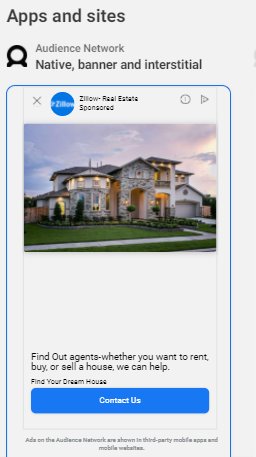 Apps and sites
Audience Network
Native, banner and interstitial
Zillow- Real Estate
Zillow
Sponsored
Find Out agents-whether you want to rent,
buy, or sell a house, we can help.
Find Your Dream House
Contact Us
Ads on the Audience Network are shown in third-party mobile apps and
mobile websites.